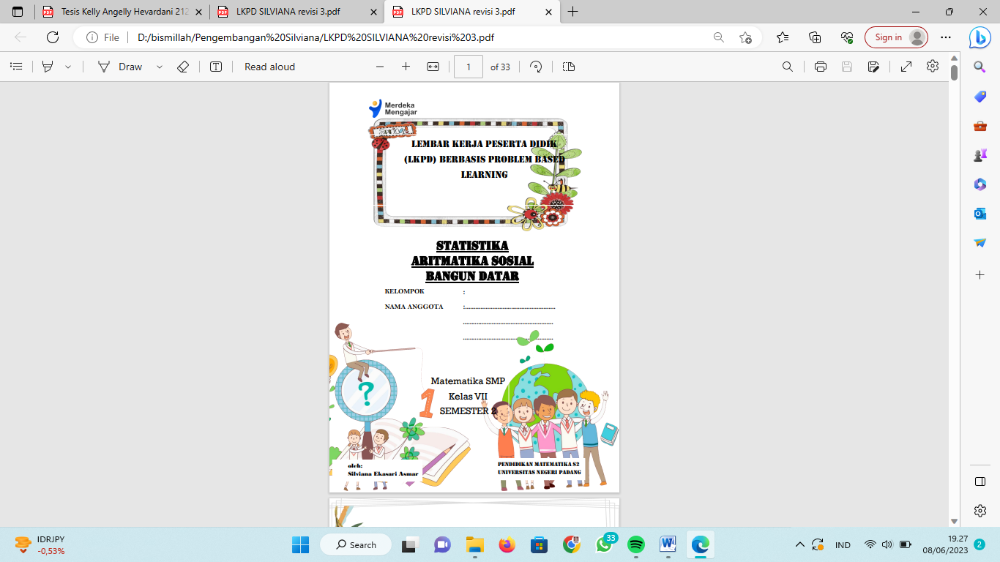 Tesis Kelly Angelly Hevardani 212
LKPD SILVIANA revisi 3.pdf
LKPD SILVIANA revisi 3.pdf
File
D:/bismillah/Pengembangan%20Silviana/LKPD%20SILVIANA%20revisi%203.pdf
Sign in
Draw
Read aloud
1
of 33
Merdeka
Mengajar
LEMBAR KERJA PESERTA DIDIK
(LKPD) BERBASIS PROBLEM BASED
LEARNING
STATISTIKA
ARITMATIKA SOSIAL
BANGUN DATAR
KELOMPOK :
NAMA ANGGOTA :......................................................
......................................................
......................................................
?
1
Matematika SMP
Kelas VII
SEMESTER 2
oleh:
Silviana Ekasari Asmar
PENDIDIKAN MATEMATIKA S2
UNIVERSITAS NEGERI PADANG
IDRJPY
-0,53%
Search
33
IND
19.27
08/06/2023
2